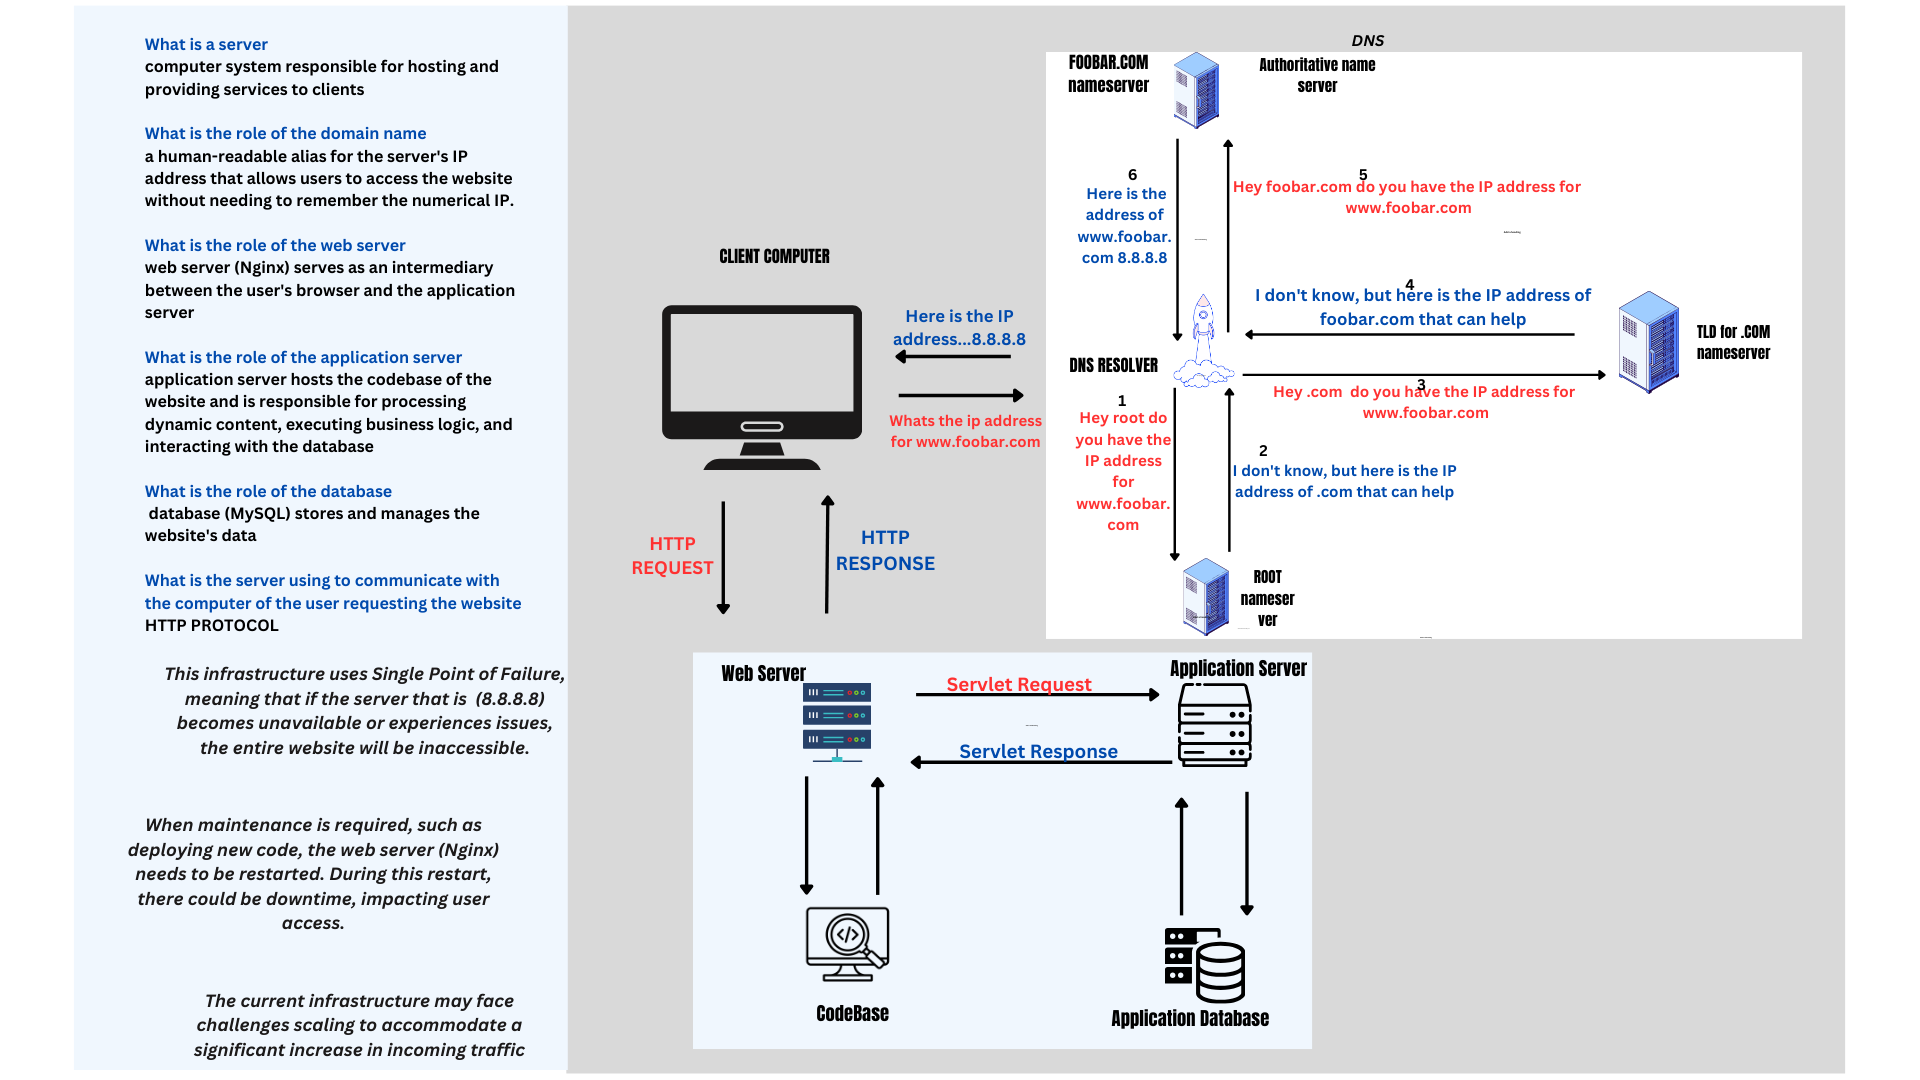 What is a server
computer system responsible for hosting and
providing services to clients
What is the role of the domain name
a human-readable alias for the server's IP
address that allows users to access the website
without needing to remember the numerical IP.
What is the role of the web server
web server (Nginx) serves as an intermediary
between the user's browser and the application
server
What is the role of the application server
application server hosts the codebase of the
website and is responsible for processing
dynamic content, executing business logic, and
interacting with the database
What is the role of the database
database (MySQL) stores and manages the
website's data
What is the server using to communicate with
the computer of the user requesting the website
HTTP PROTOCOL
This infrastructure uses Single Point of Failure,
meaning that if the server that is (8.8.8.8)
becomes unavailable or experiences issues,
the entire website will be inaccessible.
When maintenance is required, such as
deploying new code, the web server (Nginx)
needs to be restarted. During this restart,
there could be downtime, impacting user
access.
The current infrastructure may face
challenges scaling to accommodate a
significant increase in incoming traffic
CLIENT COMPUTER
Here is the IP
address...8.8.8.8
Whats the ip address
for www.foobar.com
HTTP
REQUEST
HTTP
RESPONSE
DNS
FOOBAR.COM
nameserver
Authoritative name
server
6
Here is the
address of
www.foobar.
com 8.8.8.8
5
Hey foobar.com do you have the IP address for
www.foobar.com
4
I don't know, but here is the IP address of
foobar.com that can help
TLD for .COM
nameserver
DNS RESOLVER
3
Hey .com do you have the IP address for
www.foobar.com
1
Hey root do
you have the
IP address
for
www.foobar.
com
2
I don't know, but here is the IP
address of .com that can help
ROOT
nameser
ver
Web Server
Servlet Request
Application Server
Servlet Response
CodeBase
Application Database